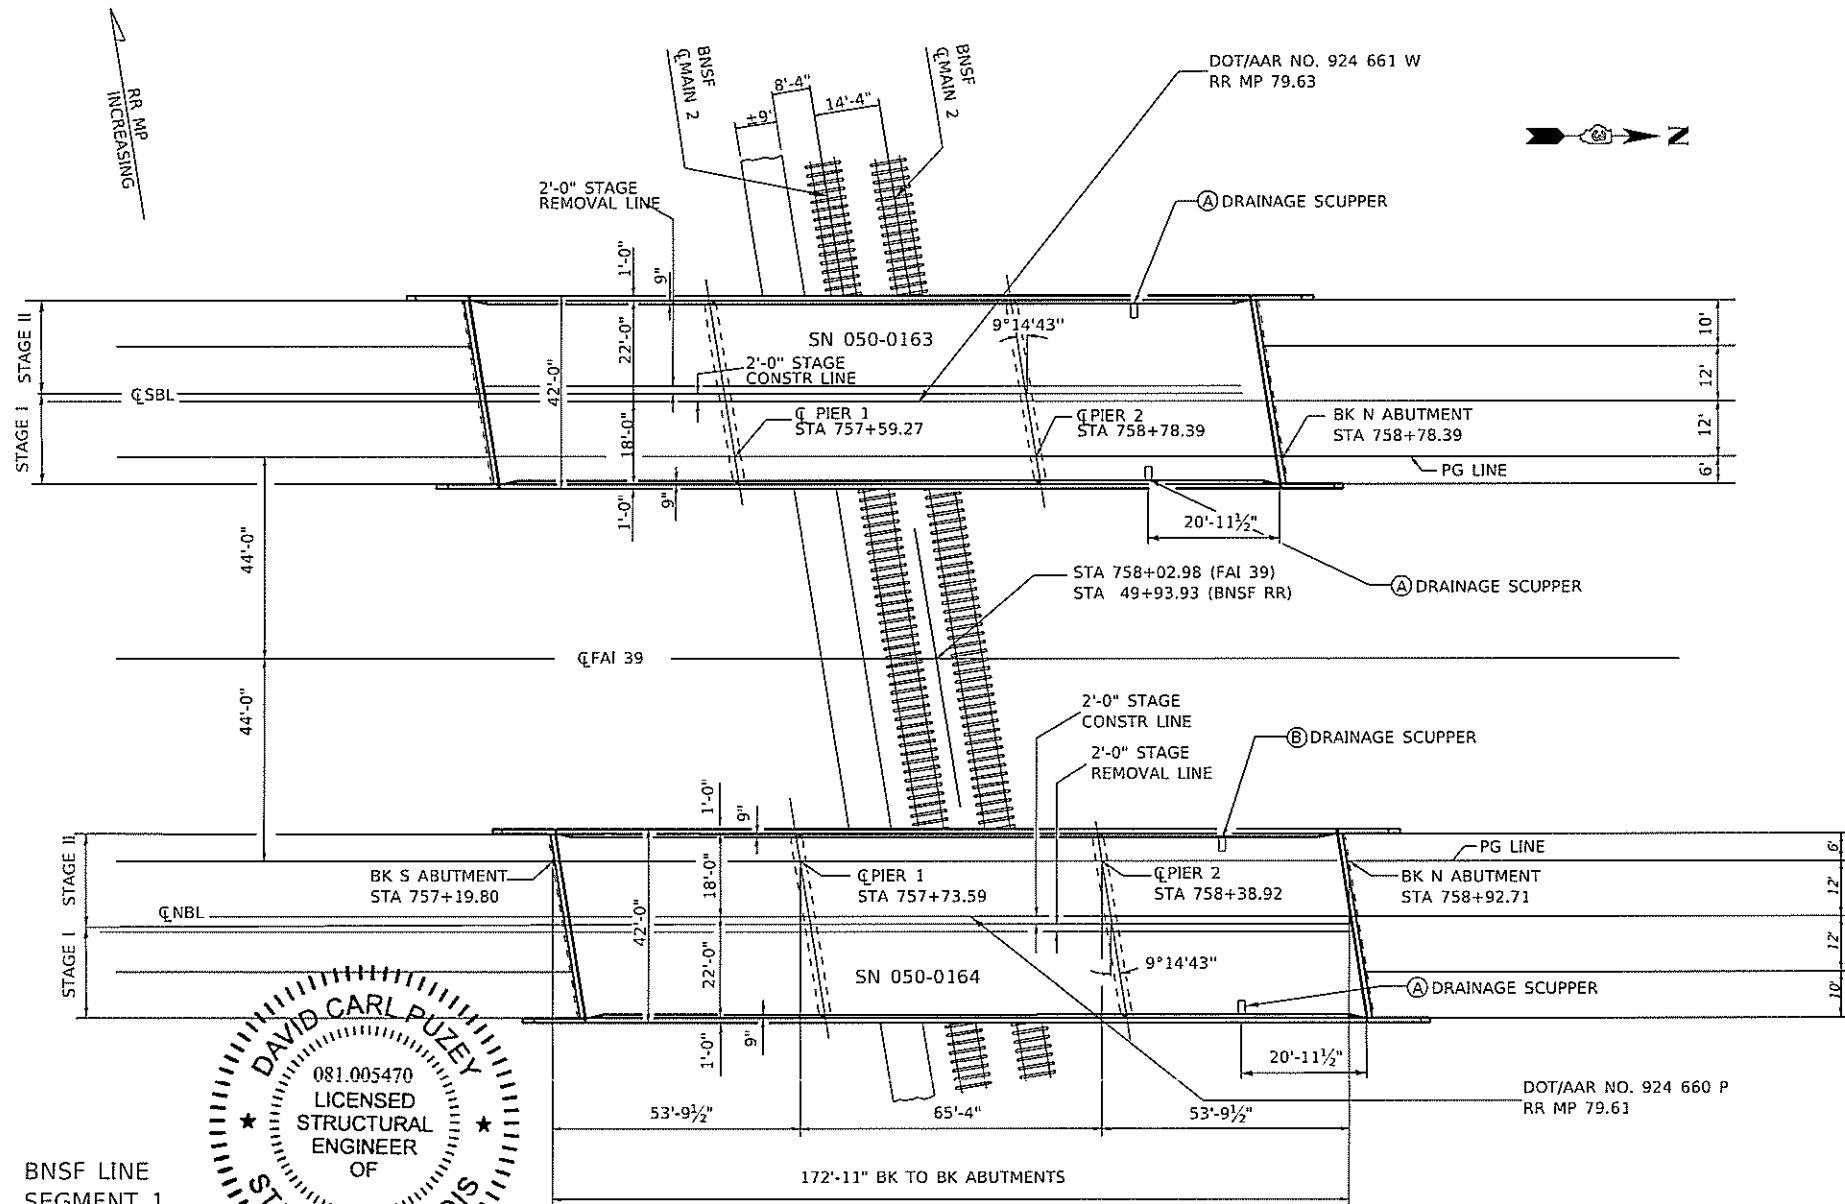 RR MP
INCREASING
BNSF
℄MAIN 2
BNSF
℄MAIN 2
8'-4"
14'-4"
±9'
DOT/AAR NO. 924 661 W
RR MP 79.63
N
2'-0" STAGE
REMOVAL LINE
Ⓐ DRAINAGE SCUPPER
STAGE II
STAGE I
℄ SBL
1'-0"
9"
22'-0"
42'-0"
18'-0"
1'-0"
9"
SN 050-0163
9°14'43"
2'-0" STAGE
CONSTR LINE
℄ PIER 1
STA 757+59.27
℄ PIER 2
STA 758+78.39
BK N ABUTMENT
STA 758+78.39
PG LINE
10'
12'
12'
6'
20'-11½"
Ⓐ DRAINAGE SCUPPER
44'-0"
44'-0"
STA 758+02.98 (FAI 39)
STA 49+93.93 (BNSF RR)
℄ FAI 39
2'-0" STAGE
CONSTR LINE
2'-0" STAGE
REMOVAL LINE
Ⓑ DRAINAGE SCUPPER
STAGE II
STAGE I
1'-0"
9"
18'-0"
42'-0"
22'-0"
1'-0"
9"
BK S ABUTMENT
STA 757+19.80
℄ NBL
℄ PIER 1
STA 757+73.59
℄ PIER 2
STA 758+38.92
PG LINE
BK N ABUTMENT
STA 758+92.71
6'
12'
12'
10'
SN 050-0164
9°14'43"
Ⓐ DRAINAGE SCUPPER
20'-11½"
DOT/AAR NO. 924 660 P
RR MP 79.61
53'-9½"
65'-4"
53'-9½"
172'-11" BK TO BK ABUTMENTS
DAVID CARL PUZEY
081.005470
LICENSED
STRUCTURAL
ENGINEER
OF
BNSF LINE
SEGMENT 1